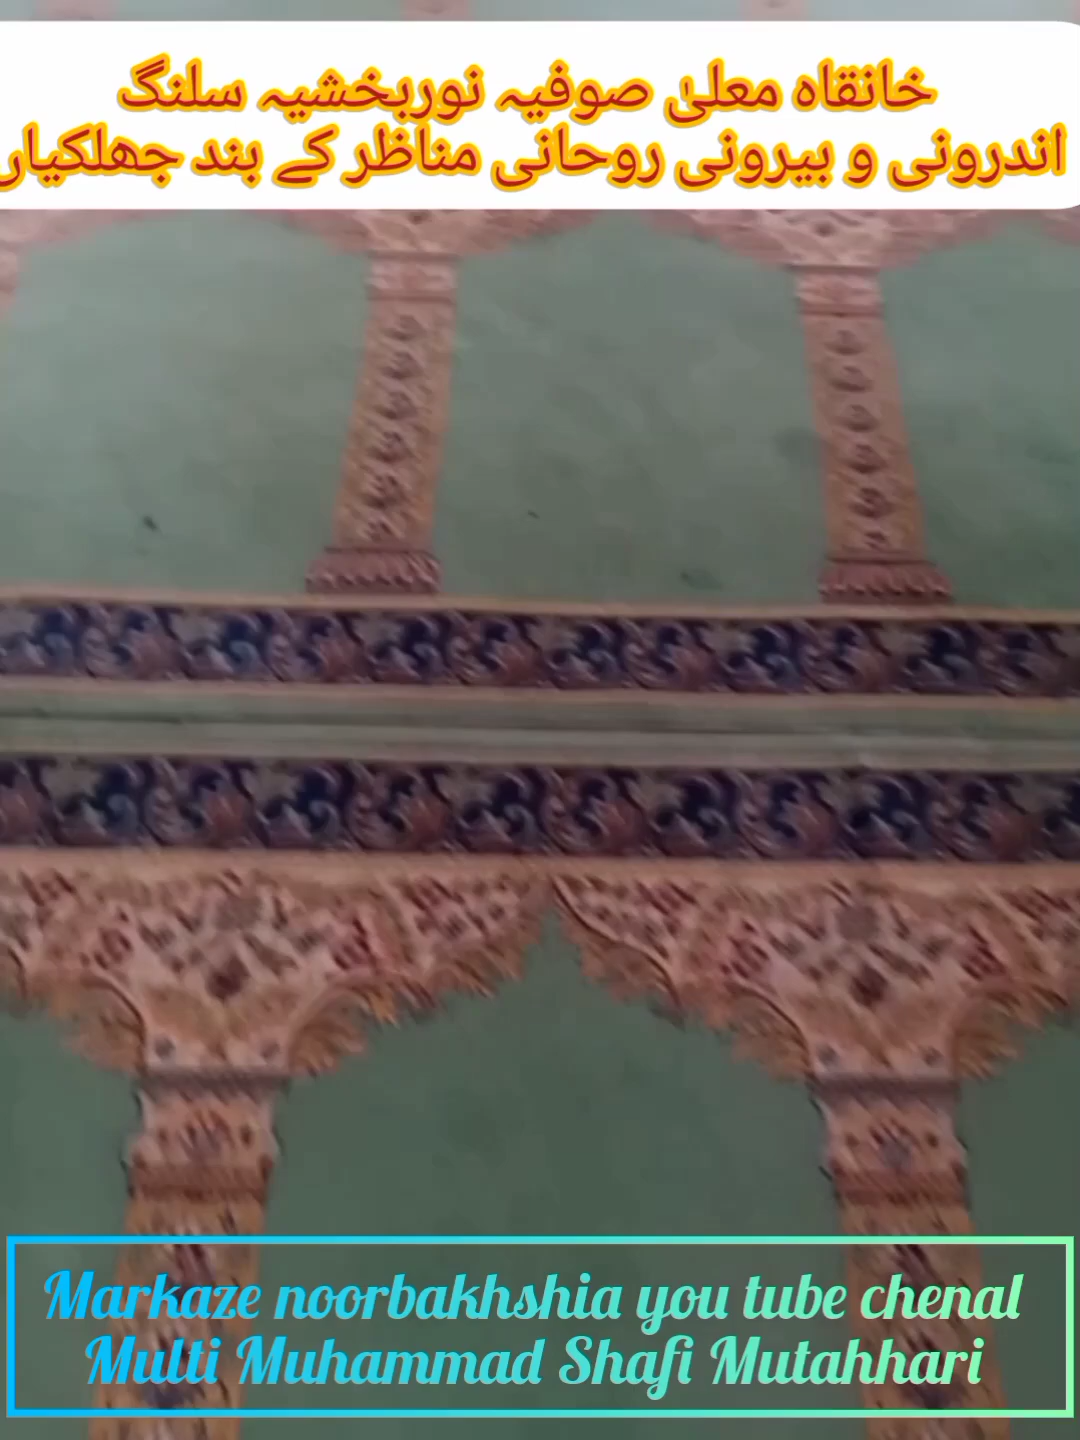 خانقاہ معلیٰ صوفیہ نوربخشیہ سلنگ
اندرونی و بیرونی روحانی مناظر کے بند جھلکیاں
Markaze noorbakhshia you tube chenal
Multi Muhammad Shafi Mutahhari